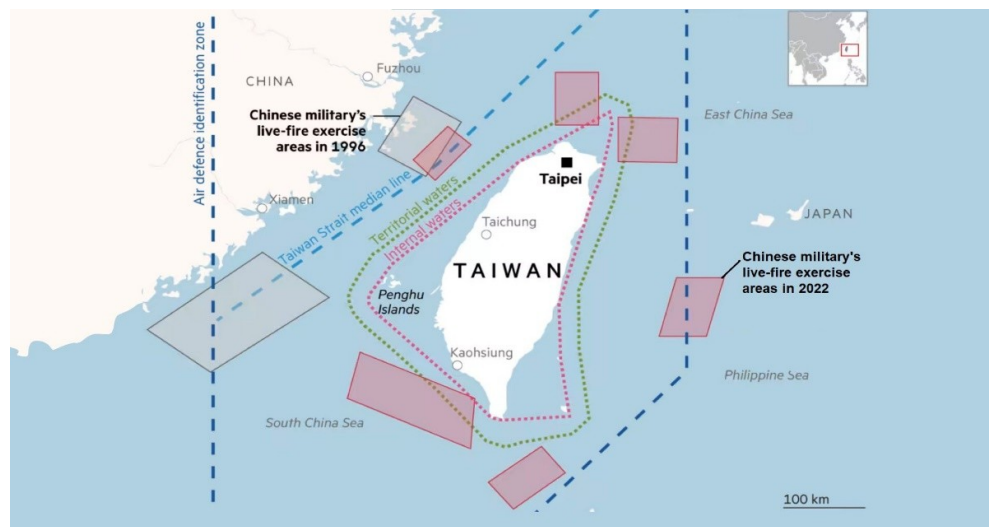 Air defence identification zone
CHINA
Fuzhou
Chinese military's
live-fire exercise
areas in 1996
Xiamen
Taiwan Strait median line
Territorial waters
Internal waters
East China Sea
Taipei
Taichung
TAIWAN
JAPAN
Penghu
Islands
Chinese military's
live-fire exercise
areas in 2022
Kaohsiung
Philippine Sea
South China Sea
100 km